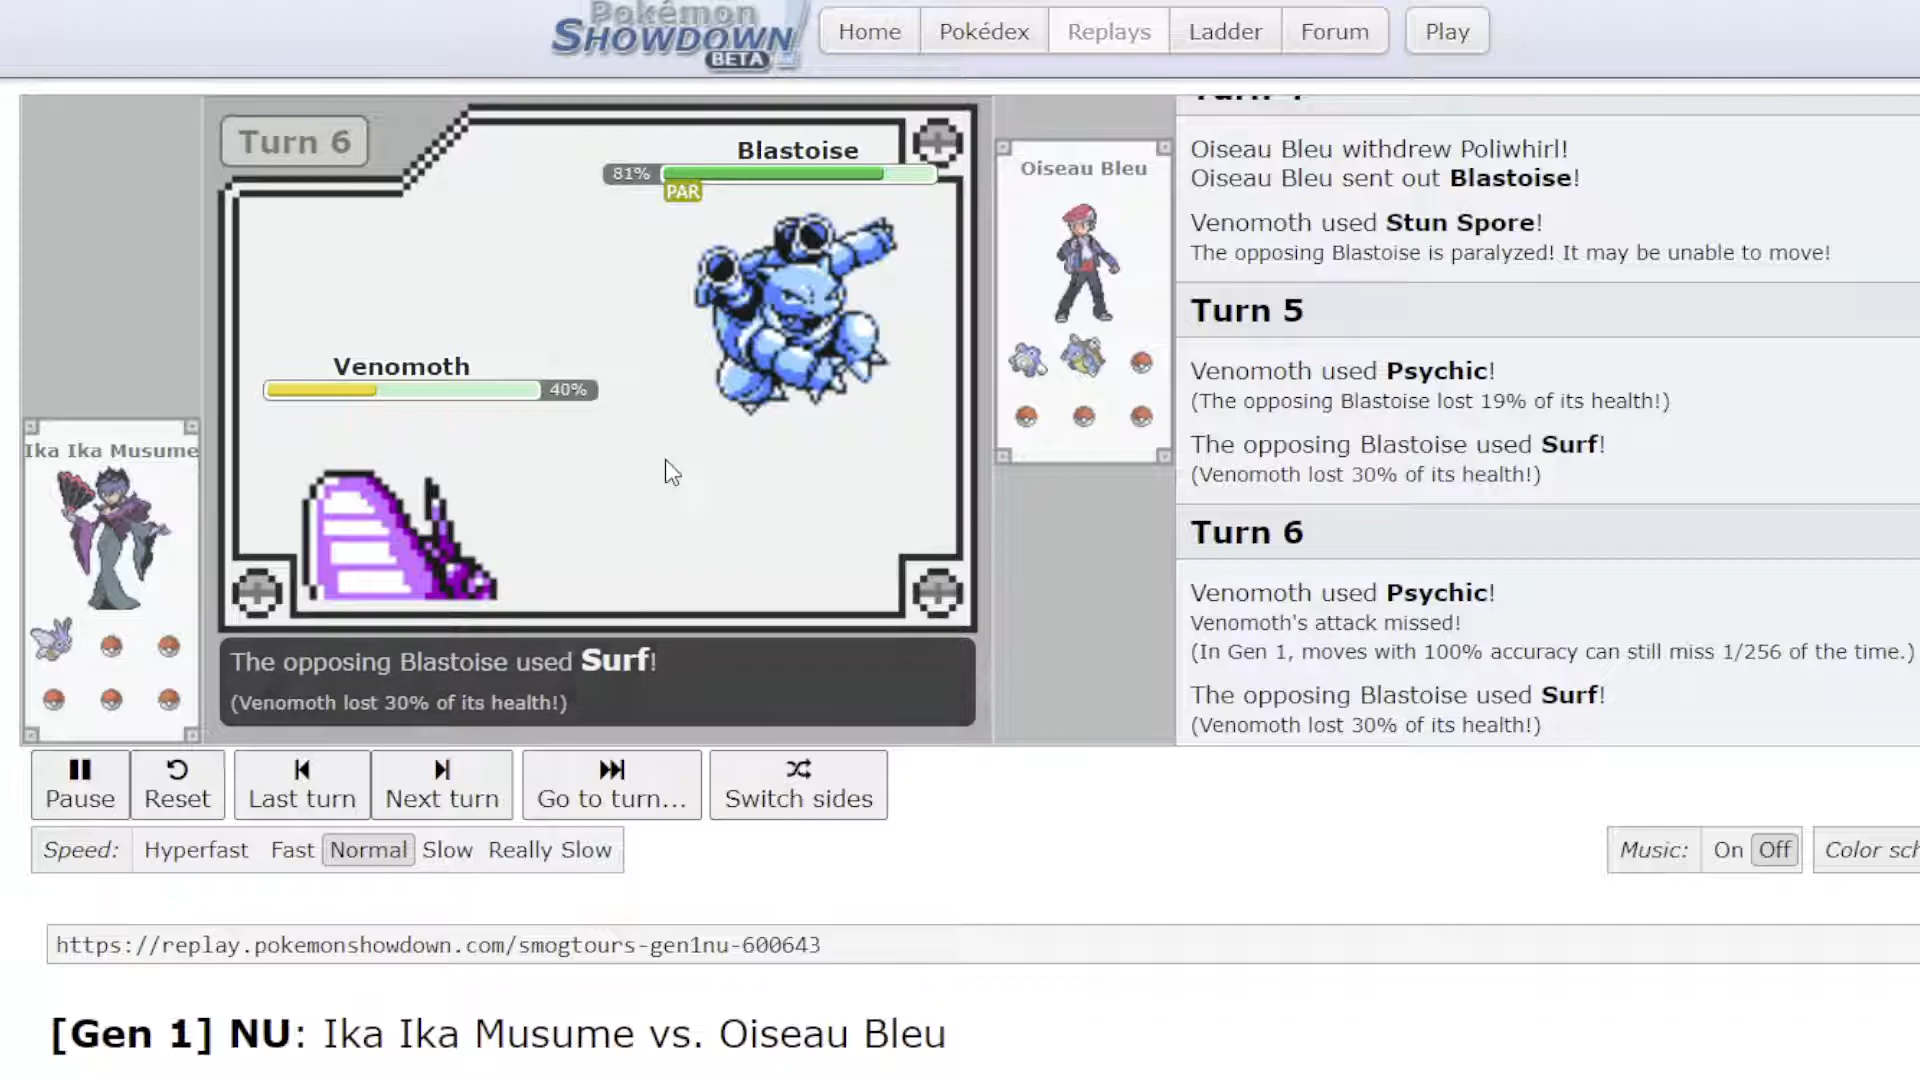 Pokémon
SHOWDOWN
BETA
Home
Pokédex
Replays
Ladder
Forum
Play
Turn 6
Blastoise
81%
PAR
Venomoth
40%
Ika Ika Musume
Oiseau Bleu
The opposing Blastoise used Surf!
(Venomoth lost 30% of its health!)
Oiseau Bleu withdrew Poliwhirl!
Oiseau Bleu sent out Blastoise!
Venomoth used Stun Spore!
The opposing Blastoise is paralyzed! It may be unable to move!
Turn 5
Venomoth used Psychic!
(The opposing Blastoise lost 19% of its health!)
The opposing Blastoise used Surf!
(Venomoth lost 30% of its health!)
Turn 6
Venomoth used Psychic!
Venomoth's attack missed!
(In Gen 1, moves with 100% accuracy can still miss 1/256 of the time.)
The opposing Blastoise used Surf!
(Venomoth lost 30% of its health!)
Pause
Reset
Last turn
Next turn
Go to turn...
Switch sides
Speed: Hyperfast Fast Normal Slow Really Slow
Music: On Off
Color sch
https://replay.pokemonshowdown.com/smogtours-gen1nu-600643
[Gen 1] NU: Ika Ika Musume vs. Oiseau Bleu